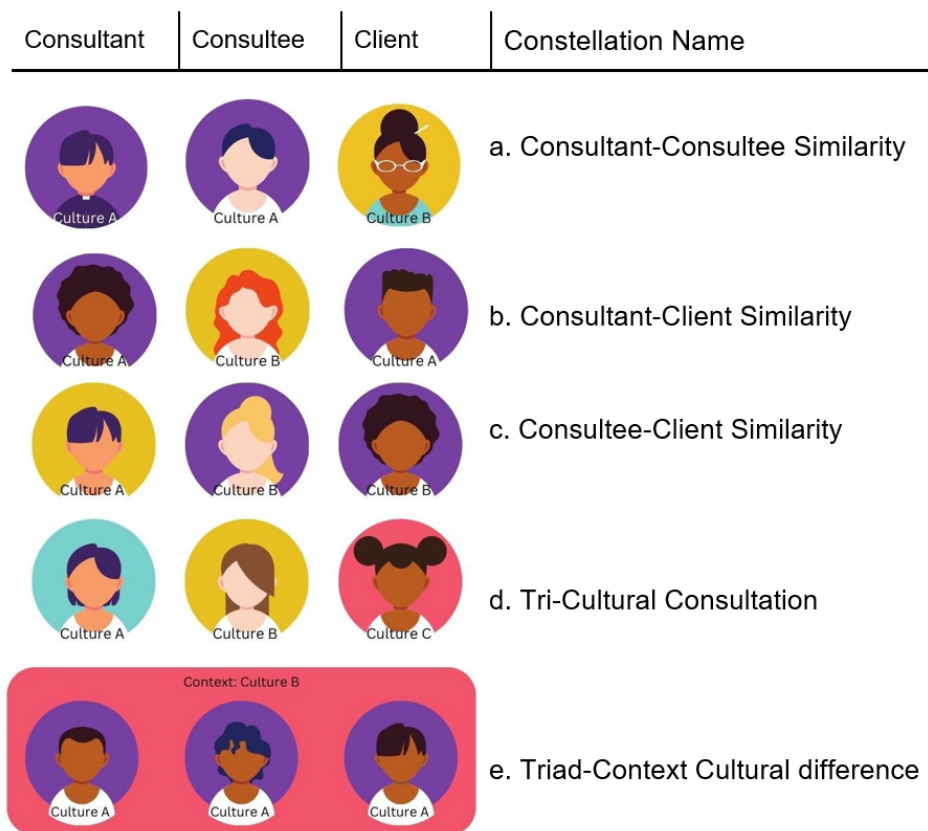 Consultant Consultee Client Constellation Name
Culture A Culture A Culture B
a. Consultant-Consultee Similarity
Culture A Culture B Culture A
b. Consultant-Client Similarity
Culture A Culture B Culture B
c. Consultee-Client Similarity
Culture A Culture B Culture C
d. Tri-Cultural Consultation
Context: Culture B
Culture A Culture A Culture A
e. Triad-Context Cultural difference